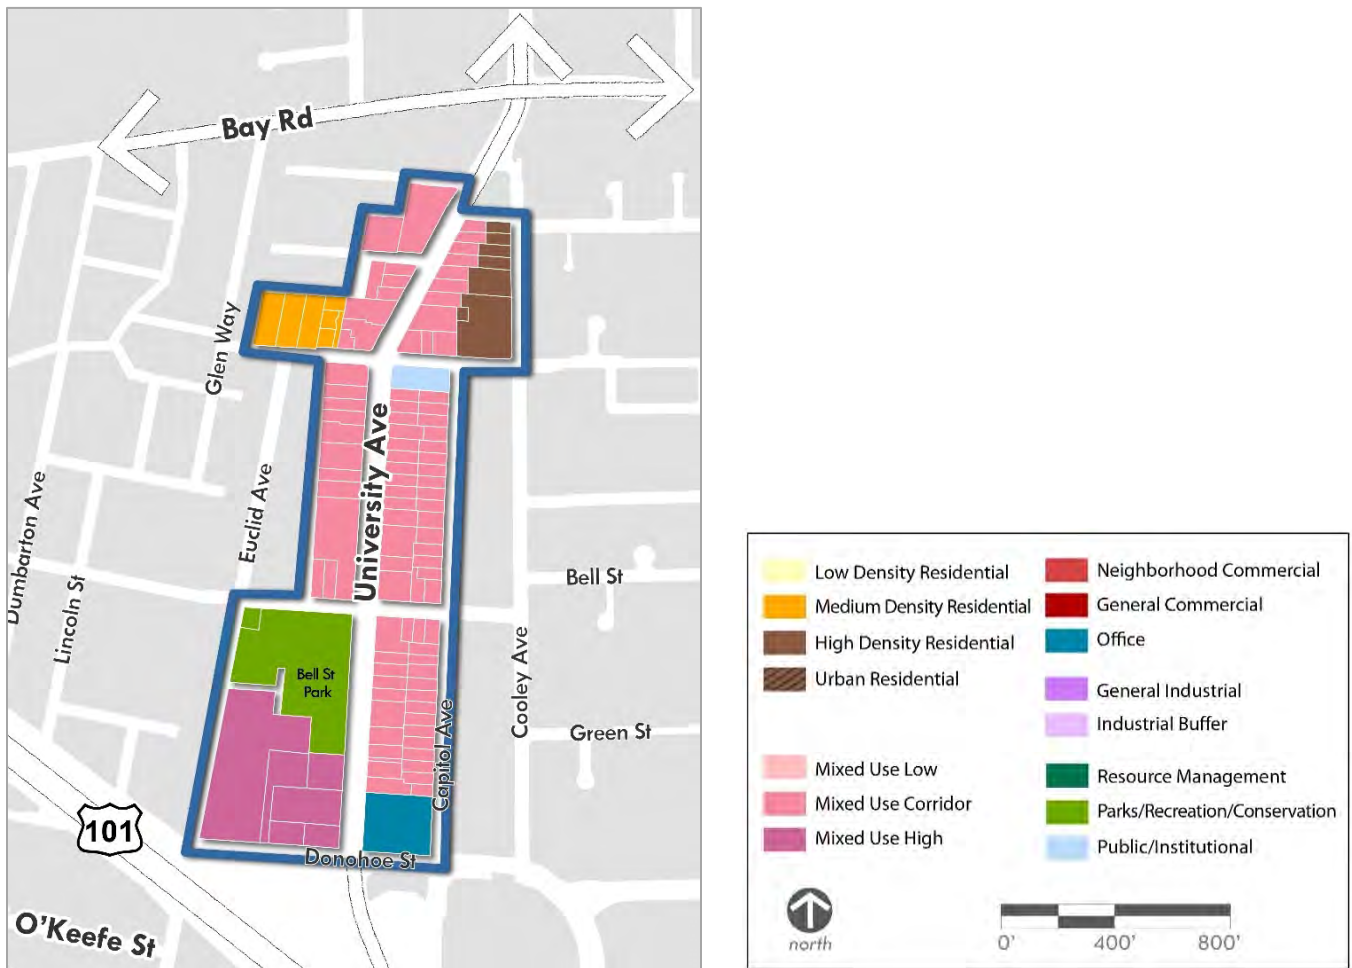 Bay Rd
Glen Way
University Ave
Euclid Ave
Dumbarton Ave
Lincoln St
Bell St
Bell St
Park
Cooley Ave
Capitol Ave
Green St
101
Donohoe St
O'Keefe St
Low Density Residential
Medium Density Residential
High Density Residential
Urban Residential
Mixed Use Low
Mixed Use Corridor
Mixed Use High
Neighborhood Commercial
General Commercial
Office
General Industrial
Industrial Buffer
Resource Management
Parks/Recreation/Conservation
Public/Institutional
north
0' 400' 800'